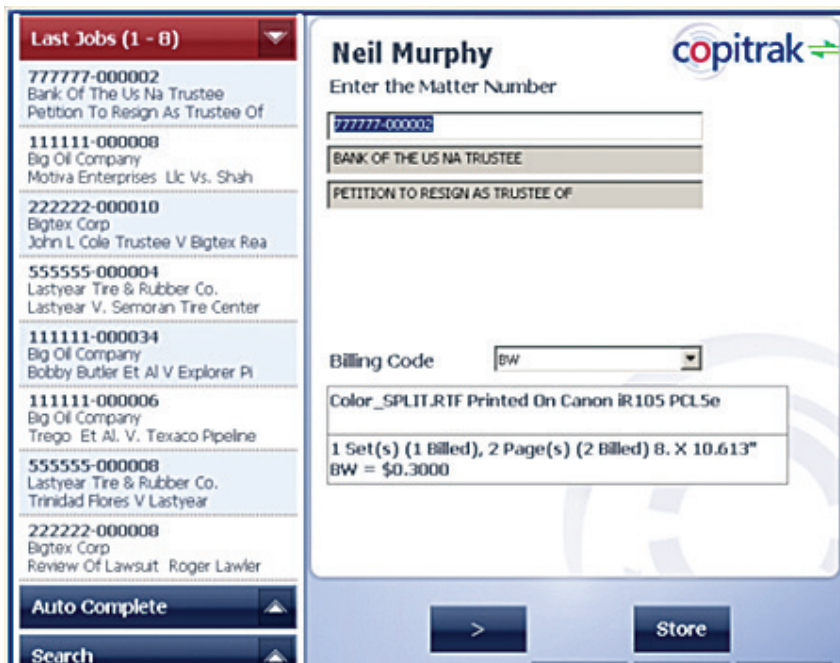 Last Jobs (1 - 8)
777777-000002
Bank Of The Us Na Trustee
Petition To Resign As Trustee Of
111111-000008
Big Oil Company
Motiva Enterprises Llc Vs. Shah
222222-000010
Bigtex Corp
John L Cole Trustee V Bigtex Rea
555555-000004
Lastyear Tire & Rubber Co.
Lastyear V. Semoran Tire Center
111111-000034
Big Oil Company
Bobby Butler Et Al V Explorer Pi
111111-000006
Big Oil Company
Trego Et Al. V. Texaco Pipeline
555555-000008
Lastyear Tire & Rubber Co.
Trinidad Flores V Lastyear
222222-000008
Bigtex Corp
Review Of Lawsuit Roger Lawler
Auto Complete
Search
Neil Murphy
copitrak
Enter the Matter Number
777777-000002
BANK OF THE US NA TRUSTEE
PETITION TO RESIGN AS TRUSTEE OF
Billing Code
BW
Color_SPLIT.RTF Printed On Canon iR105 PCL5e
1 Set(s) (1 Billed), 2 Page(s) (2 Billed) 8. X 10.613"
BW = $0.3000
>
Store